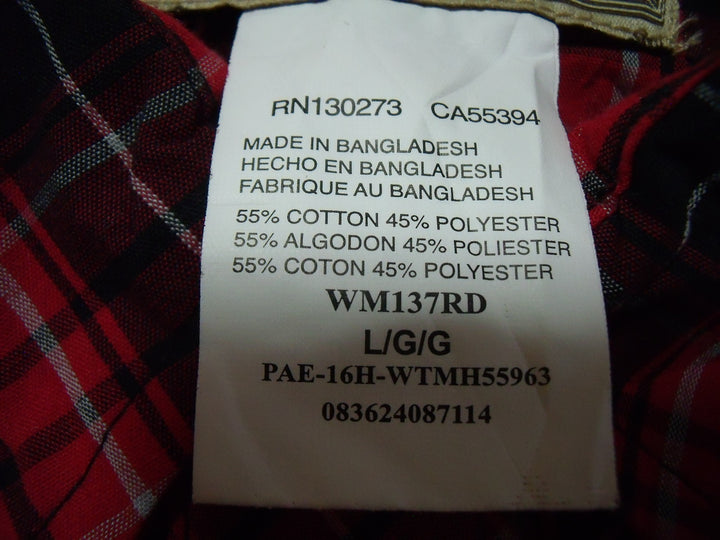 RN130273 CA55394
MADE IN BANGLADESH
HECHO EN BANGLADESH
FABRIQUE AU BANGLADESH
55% COTTON 45% POLYESTER
55% ALGODON 45% POLIESTER
55% COTON 45% POLYESTER
WM137RD
L/G/G
PAE-16H-WTMH55963
083624087114